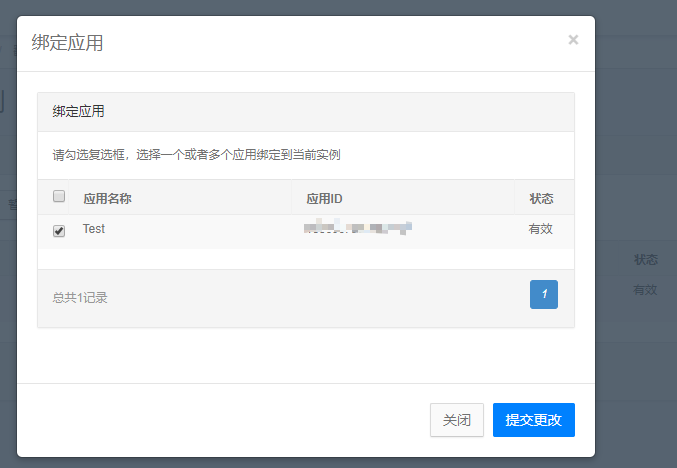 绑定应用
×
绑定应用
请勾选复选框，选择一个或者多个应用绑定到当前实例
应用名称 应用ID 状态
Test 有效
总共1记录 1
关闭 提交更改
状态
有效